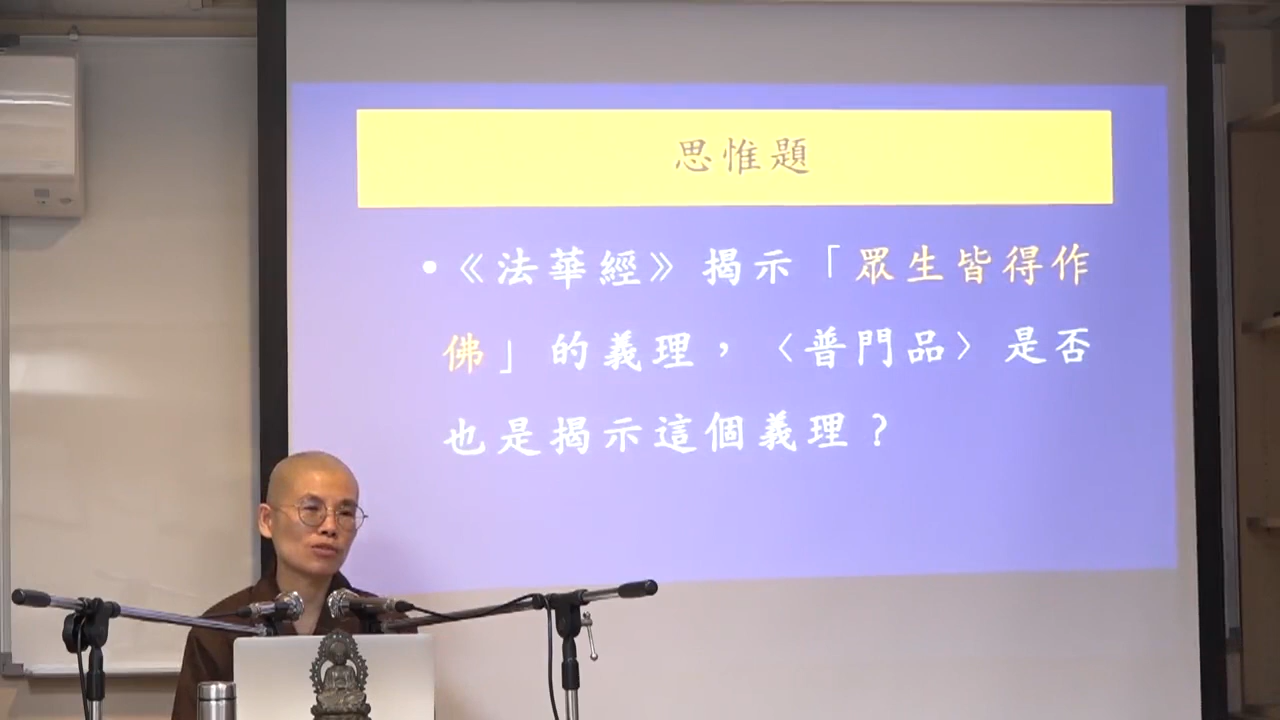 思惟題
•《法華經》揭示「眾生皆得作
佛」的義理，〈普門品〉是否
也是揭示這個義理？